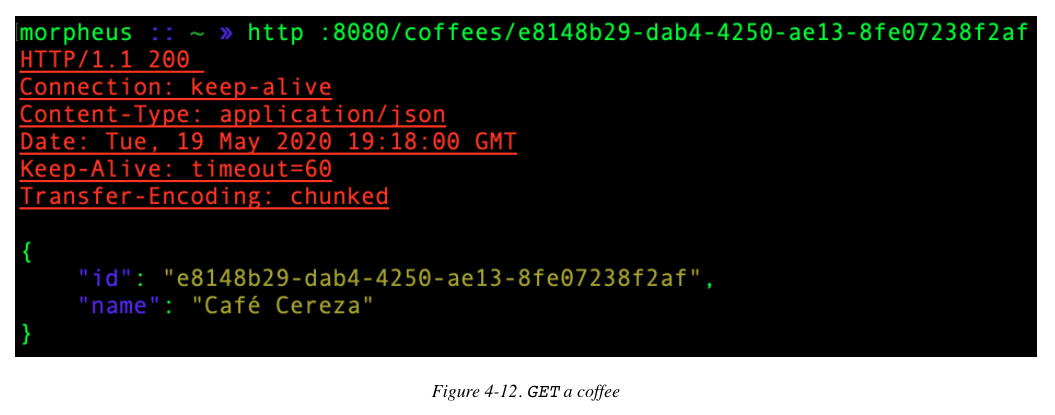 morpheus :: ~ » http :8080/coffees/e8148b29-dab4-4250-ae13-8fe07238f2af
HTTP/1.1 200
Connection: keep-alive
Content-Type: application/json
Date: Tue, 19 May 2020 19:18:00 GMT
Keep-Alive: timeout=60
Transfer-Encoding: chunked
{
"id": "e8148b29-dab4-4250-ae13-8fe07238f2af",
"name": "Café Cereza"
}
Figure 4-12. GET a coffee